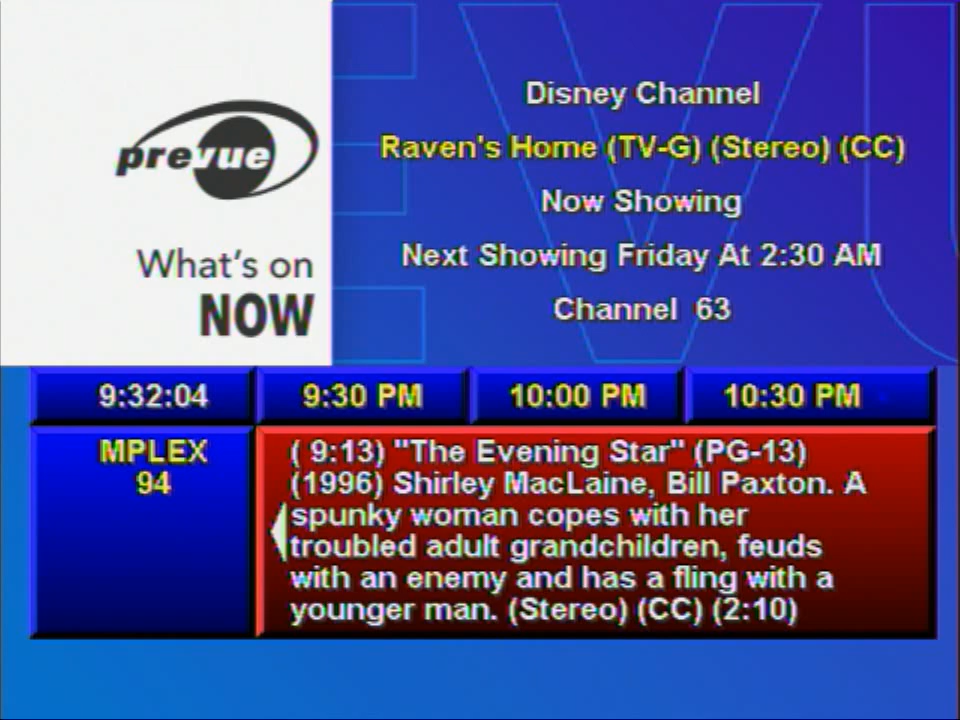 prevue
What's on
NOW
Disney Channel
Raven's Home (TV-G) (Stereo) (CC)
Now Showing
Next Showing Friday At 2:30 AM
Channel 63
9:32:04 9:30 PM 10:00 PM 10:30 PM
MPLEX
94
( 9:13) "The Evening Star" (PG-13)
(1996) Shirley MacLaine, Bill Paxton. A
spunky woman copes with her
troubled adult grandchildren, feuds
with an enemy and has a fling with a
younger man. (Stereo) (CC) (2:10)